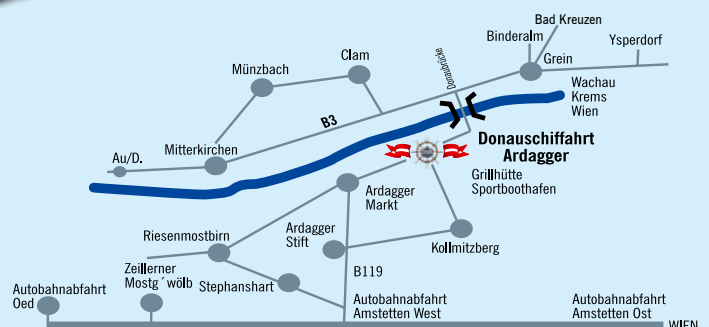 Bad Kreuzen
Binderalm
Ysperdorf
Clam
Donaubrücke
Grein
Münzbach
Wachau
Krems
Wien
B3
Donauschiffahrt
Ardagger
Au/D.
Mitterkirchen
Grillhütte
Sportboothafen
Ardagger
Markt
Ardagger
Stift
Riesenmostbirn
Kollmitzberg
Zeillerner
Mostg´wölb
Stephanshart
B119
Autobahnabfahrt
Oed
Autobahnabfahrt
Amstetten West
Autobahnabfahrt
Amstetten Ost
WIEN